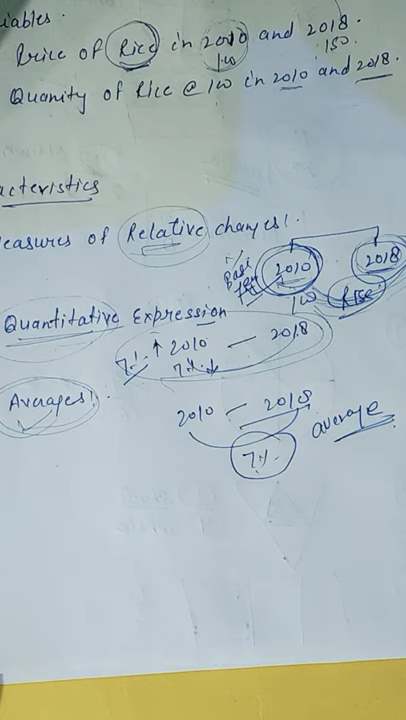 iables.
Price of Rice in 2010 and 2018.
100 150
Quanity of Rice @ 100 in 2010 and 2018.
acteristics
easures of Relative changes!.
% 2010 2018
Base
100 Rise
Quantitative Expression
7% ↑ 2010 — 2018
7% ↓
Averages!.
2010 — 2018 average
7%